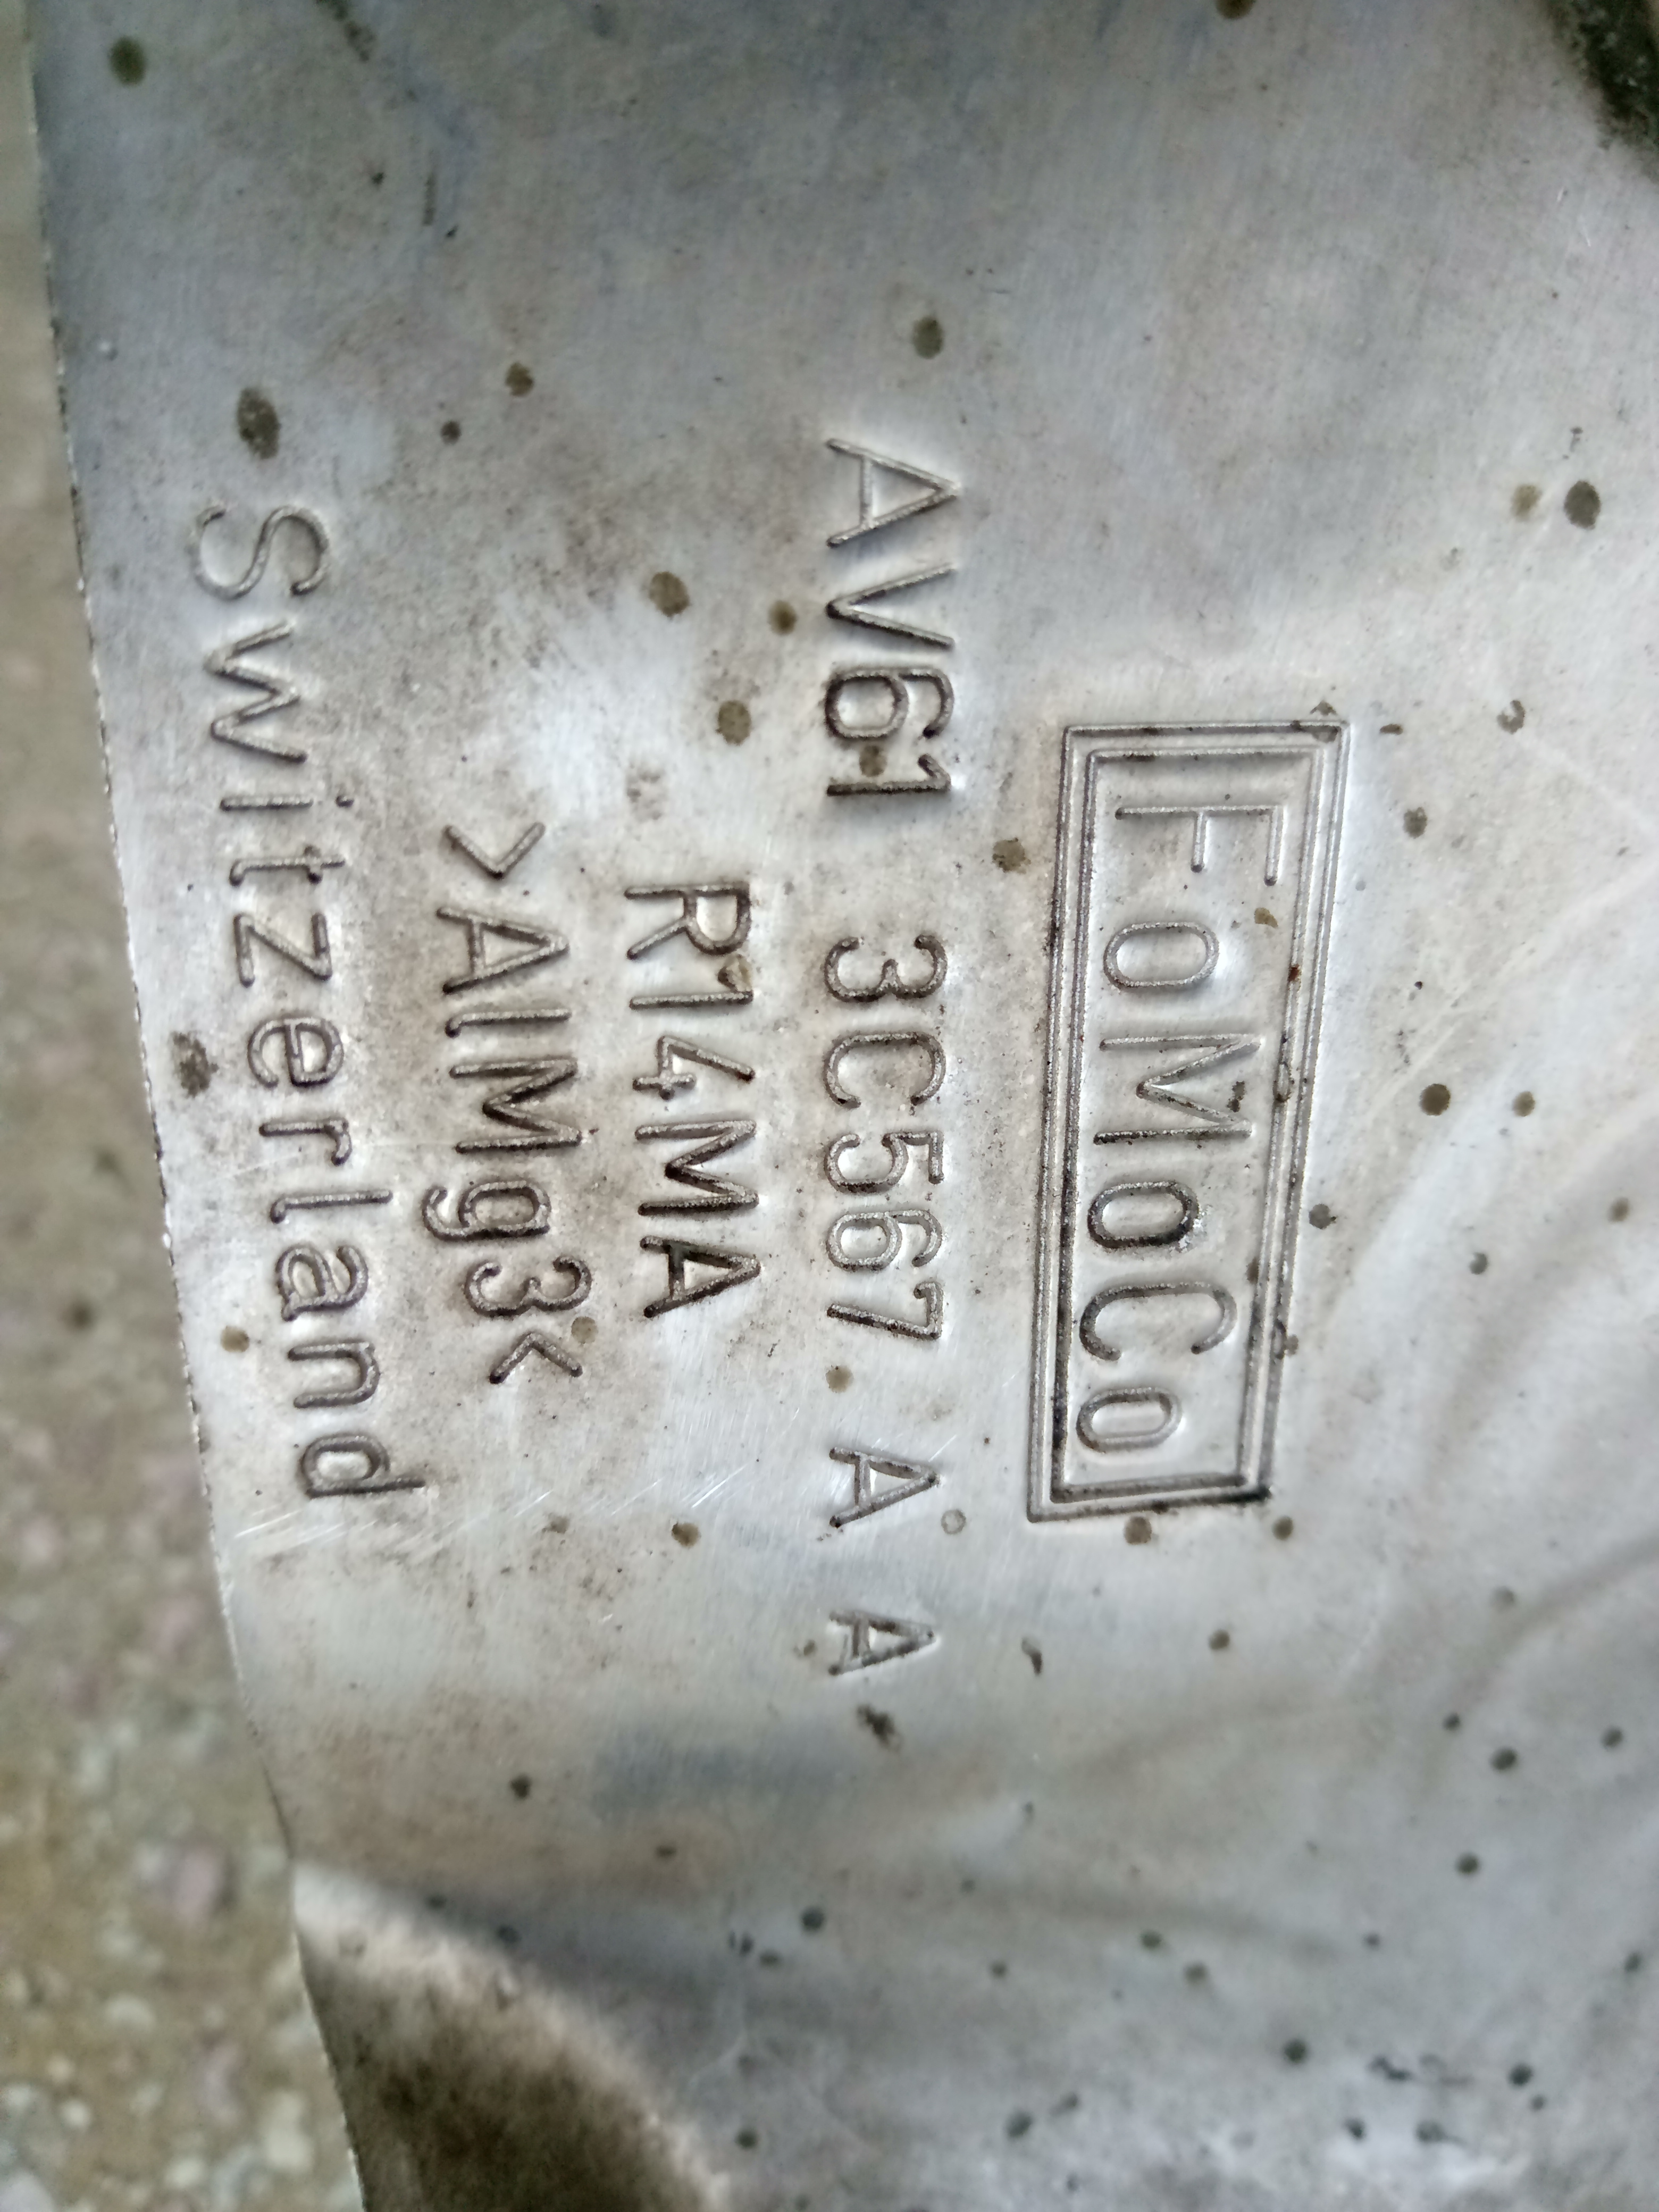 FoMoCo
AV61 3C567 A A
R14MA
>AlMg3<
Switzerland